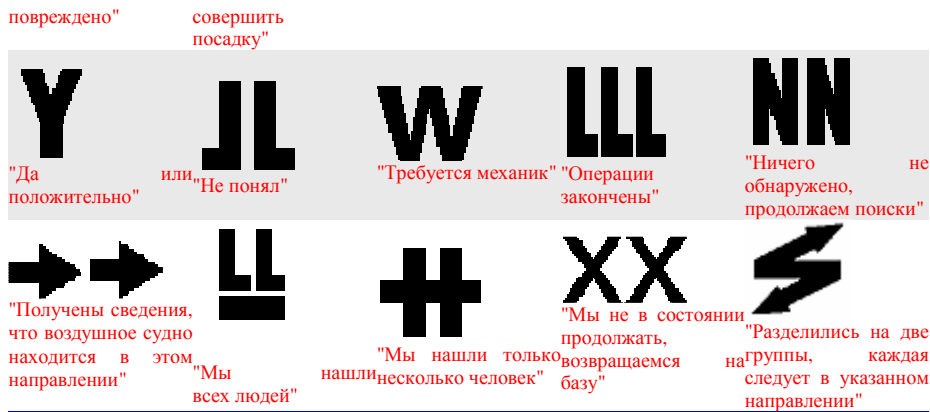 повреждено"
совершить
посадку"
Y
"Да или
положительно"
⅃L
"Не понял"
W
"Требуется механик"
LLL
"Операции
закончены"
NN
"Ничего не
обнаружено,
продолжаем поиски"
"Получены сведения,
что воздушное судно
находится в этом
направлении"
LL
"Мы нашли
всех людей"
"Мы нашли только
несколько человек"
XX
"Мы не в состоянии
продолжать,
возвращаемся на
базу"
"Разделились на две
группы, каждая
следует в указанном
направлении"